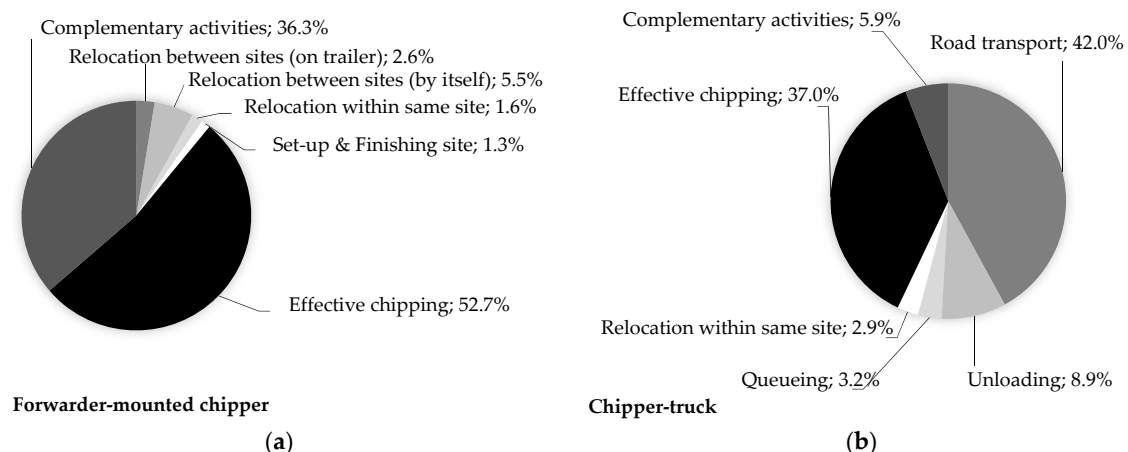 Complementary activities; 36.3%
Relocation between sites (on trailer); 2.6%
Relocation between sites (by itself); 5.5%
Relocation within same site; 1.6%
Set-up & Finishing site; 1.3%
Effective chipping; 52.7%
Forwarder-mounted chipper
(a)
Complementary activities; 5.9%
Road transport; 42.0%
Effective chipping; 37.0%
Relocation within same site; 2.9%
Queueing; 3.2%
Unloading; 8.9%
Chipper-truck
(b)